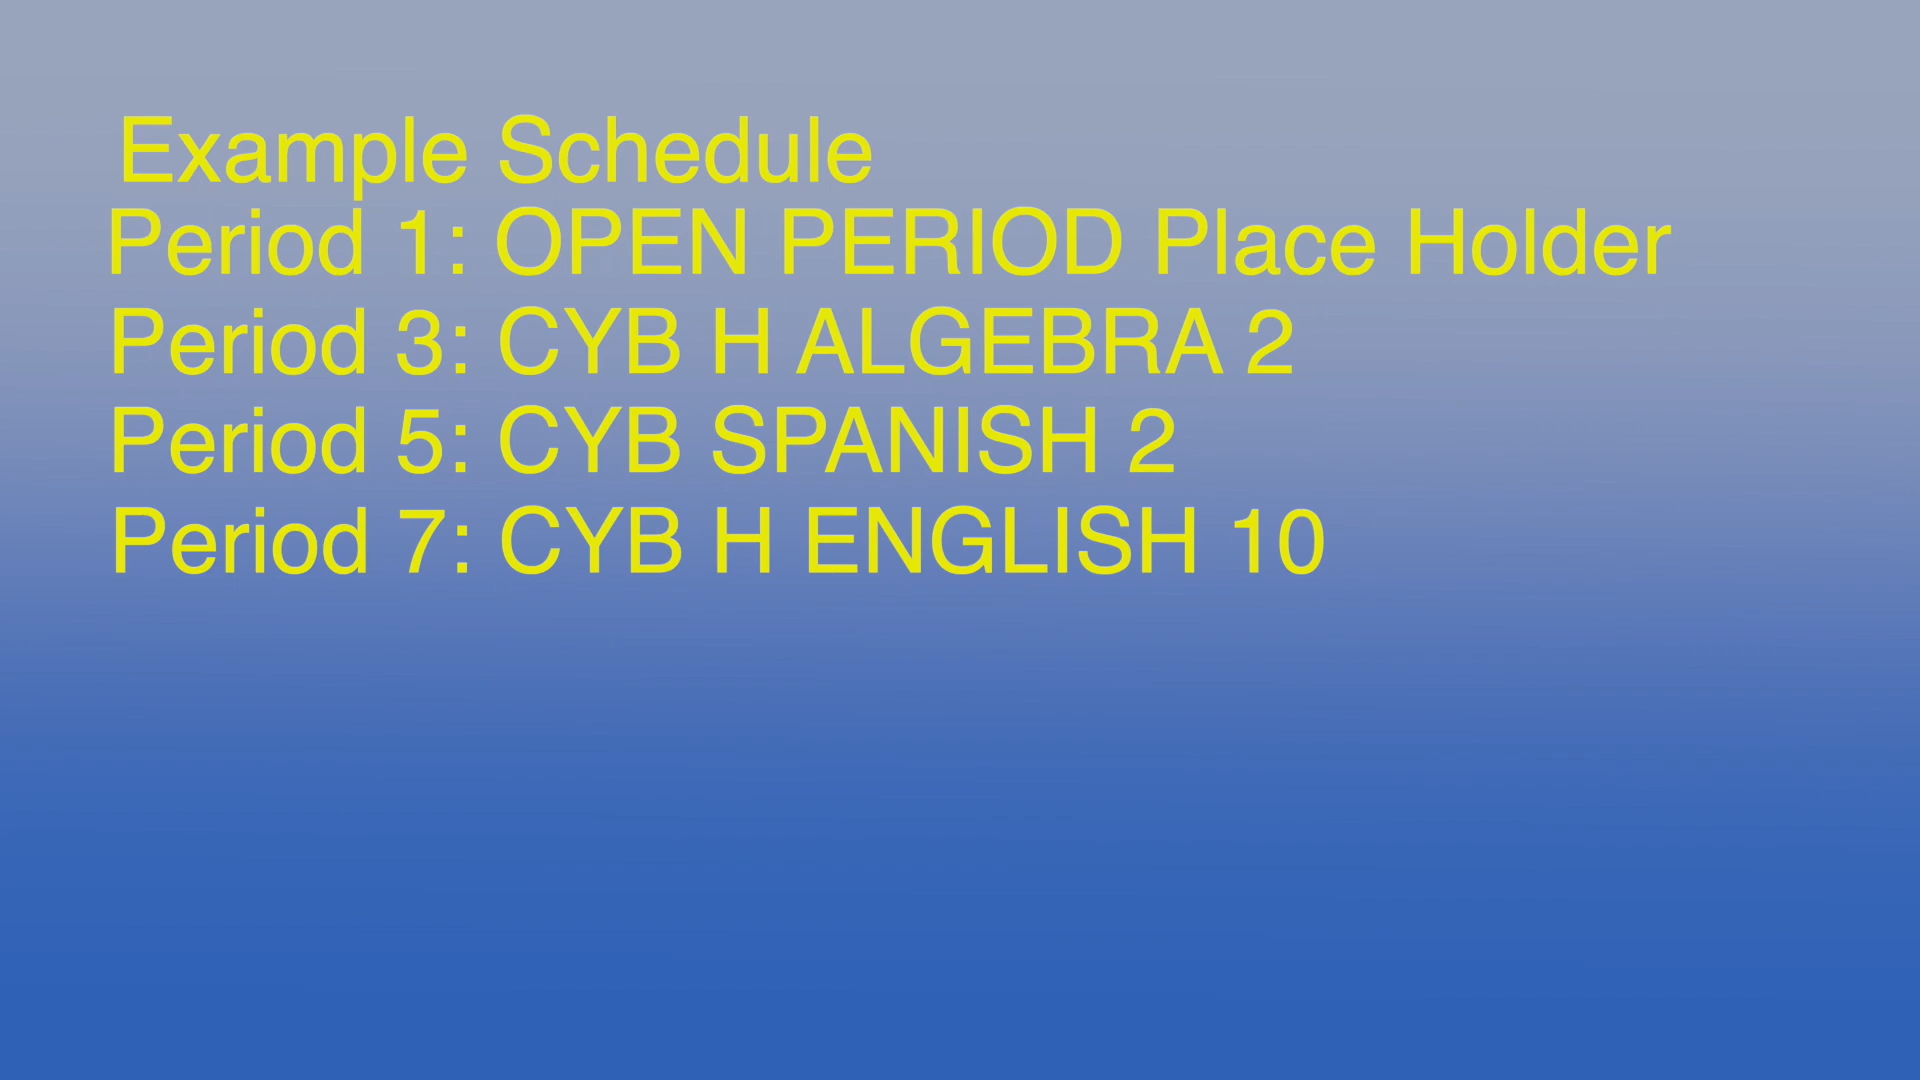 Example Schedule
Period 1: OPEN PERIOD Place Holder
Period 3: CYB H ALGEBRA 2
Period 5: CYB SPANISH 2
Period 7: CYB H ENGLISH 10